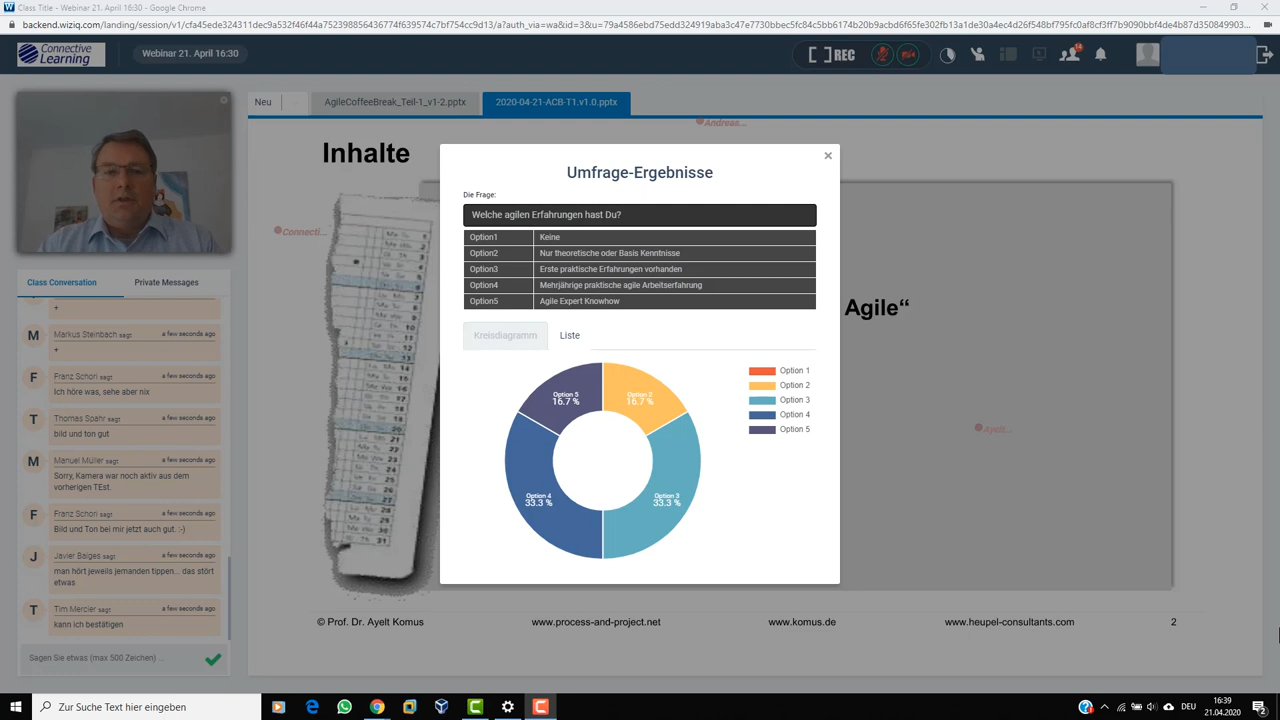 Class Title - Webinar 21. April 16:30 - Google Chrome
Connective Learning
Webinar 21. April 16:30
REC
14
Neu
AgileCoffeeBreak_Teil-1_v1-2.pptx
2020-04-21-ACB-T1.v1.0.pptx
Andreas...
Inhalte
Connecti...
Agile“
Ayelt...
Umfrage-Ergebnisse
Die Frage:
Welche agilen Erfahrungen hast Du?
Option1 Keine
Option2 Nur theoretische oder Basis Kenntnisse
Option3 Erste praktische Erfahrungen vorhanden
Option4 Mehrjährige praktische agile Arbeitserfahrung
Option5 Agile Expert Knowhow
Kreisdiagramm Liste
Option 5
16.7 %
Option 2
16.7 %
Option 4
33.3 %
Option 3
33.3 %
Option 1
Option 2
Option 3
Option 4
Option 5
Class Conversation Private Messages
+
M Markus Steinbach sagt a few seconds ago
+
F Franz Schori sagt a few seconds ago
Ich höre was, sehe aber nix
T Thomas Spahr sagt a few seconds ago
bild und ton gut
M Manuel Müller sagt a few seconds ago
Sorry, Kamera war noch aktiv aus dem
vorherigen TEst.
F Franz Schori sagt a few seconds ago
Bild und Ton bei mir jetzt auch gut. :-)
J Javier Baiges sagt a few seconds ago
man hört jeweils jemanden tippen... das stört
etwas
T Tim Mercier sagt a few seconds ago
kann ich bestätigen
Sagen Sie etwas (max 500 Zeichen) ...
© Prof. Dr. Ayelt Komus www.process-and-project.net www.komus.de www.heupel-consultants.com 2
Zur Suche Text hier eingeben
DEU
16:39
21.04.2020
2